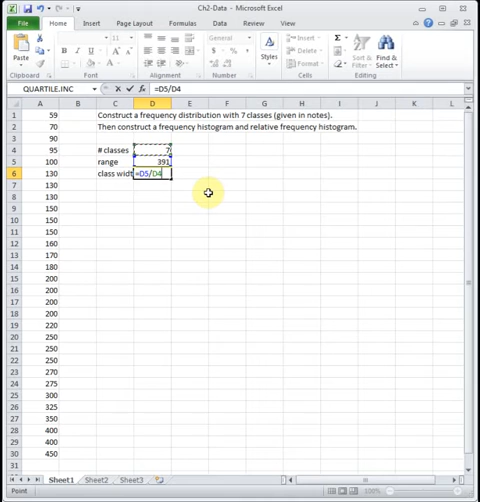 Ch2-Data - Microsoft Excel
File Home Insert Page Layout Formulas Data Review View
Paste
11
General
Insert
Delete
Format
Styles
Sort & Filter
Find & Select
Clipboard Font Alignment Number Cells Editing
QUARTILE.INC =D5/D4
A B C D E F G H I J K L
1 59 Construct a frequency distribution with 7 classes (given in notes).
2 70 Then construct a frequency histogram and relative frequency histogram.
3 90
4 95 # classes 7
5 100 range 391
6 130 class widt =D5/D4
7 130
8 130
9 150
10 150
11 150
12 160
13 170
14 180
15 200
16 200
17 200
18 200
19 220
20 250
21 250
22 250
23 270
24 275
25 300
26 325
27 350
28 400
29 400
30 450
31
Sheet1 Sheet2 Sheet3
Point 100%